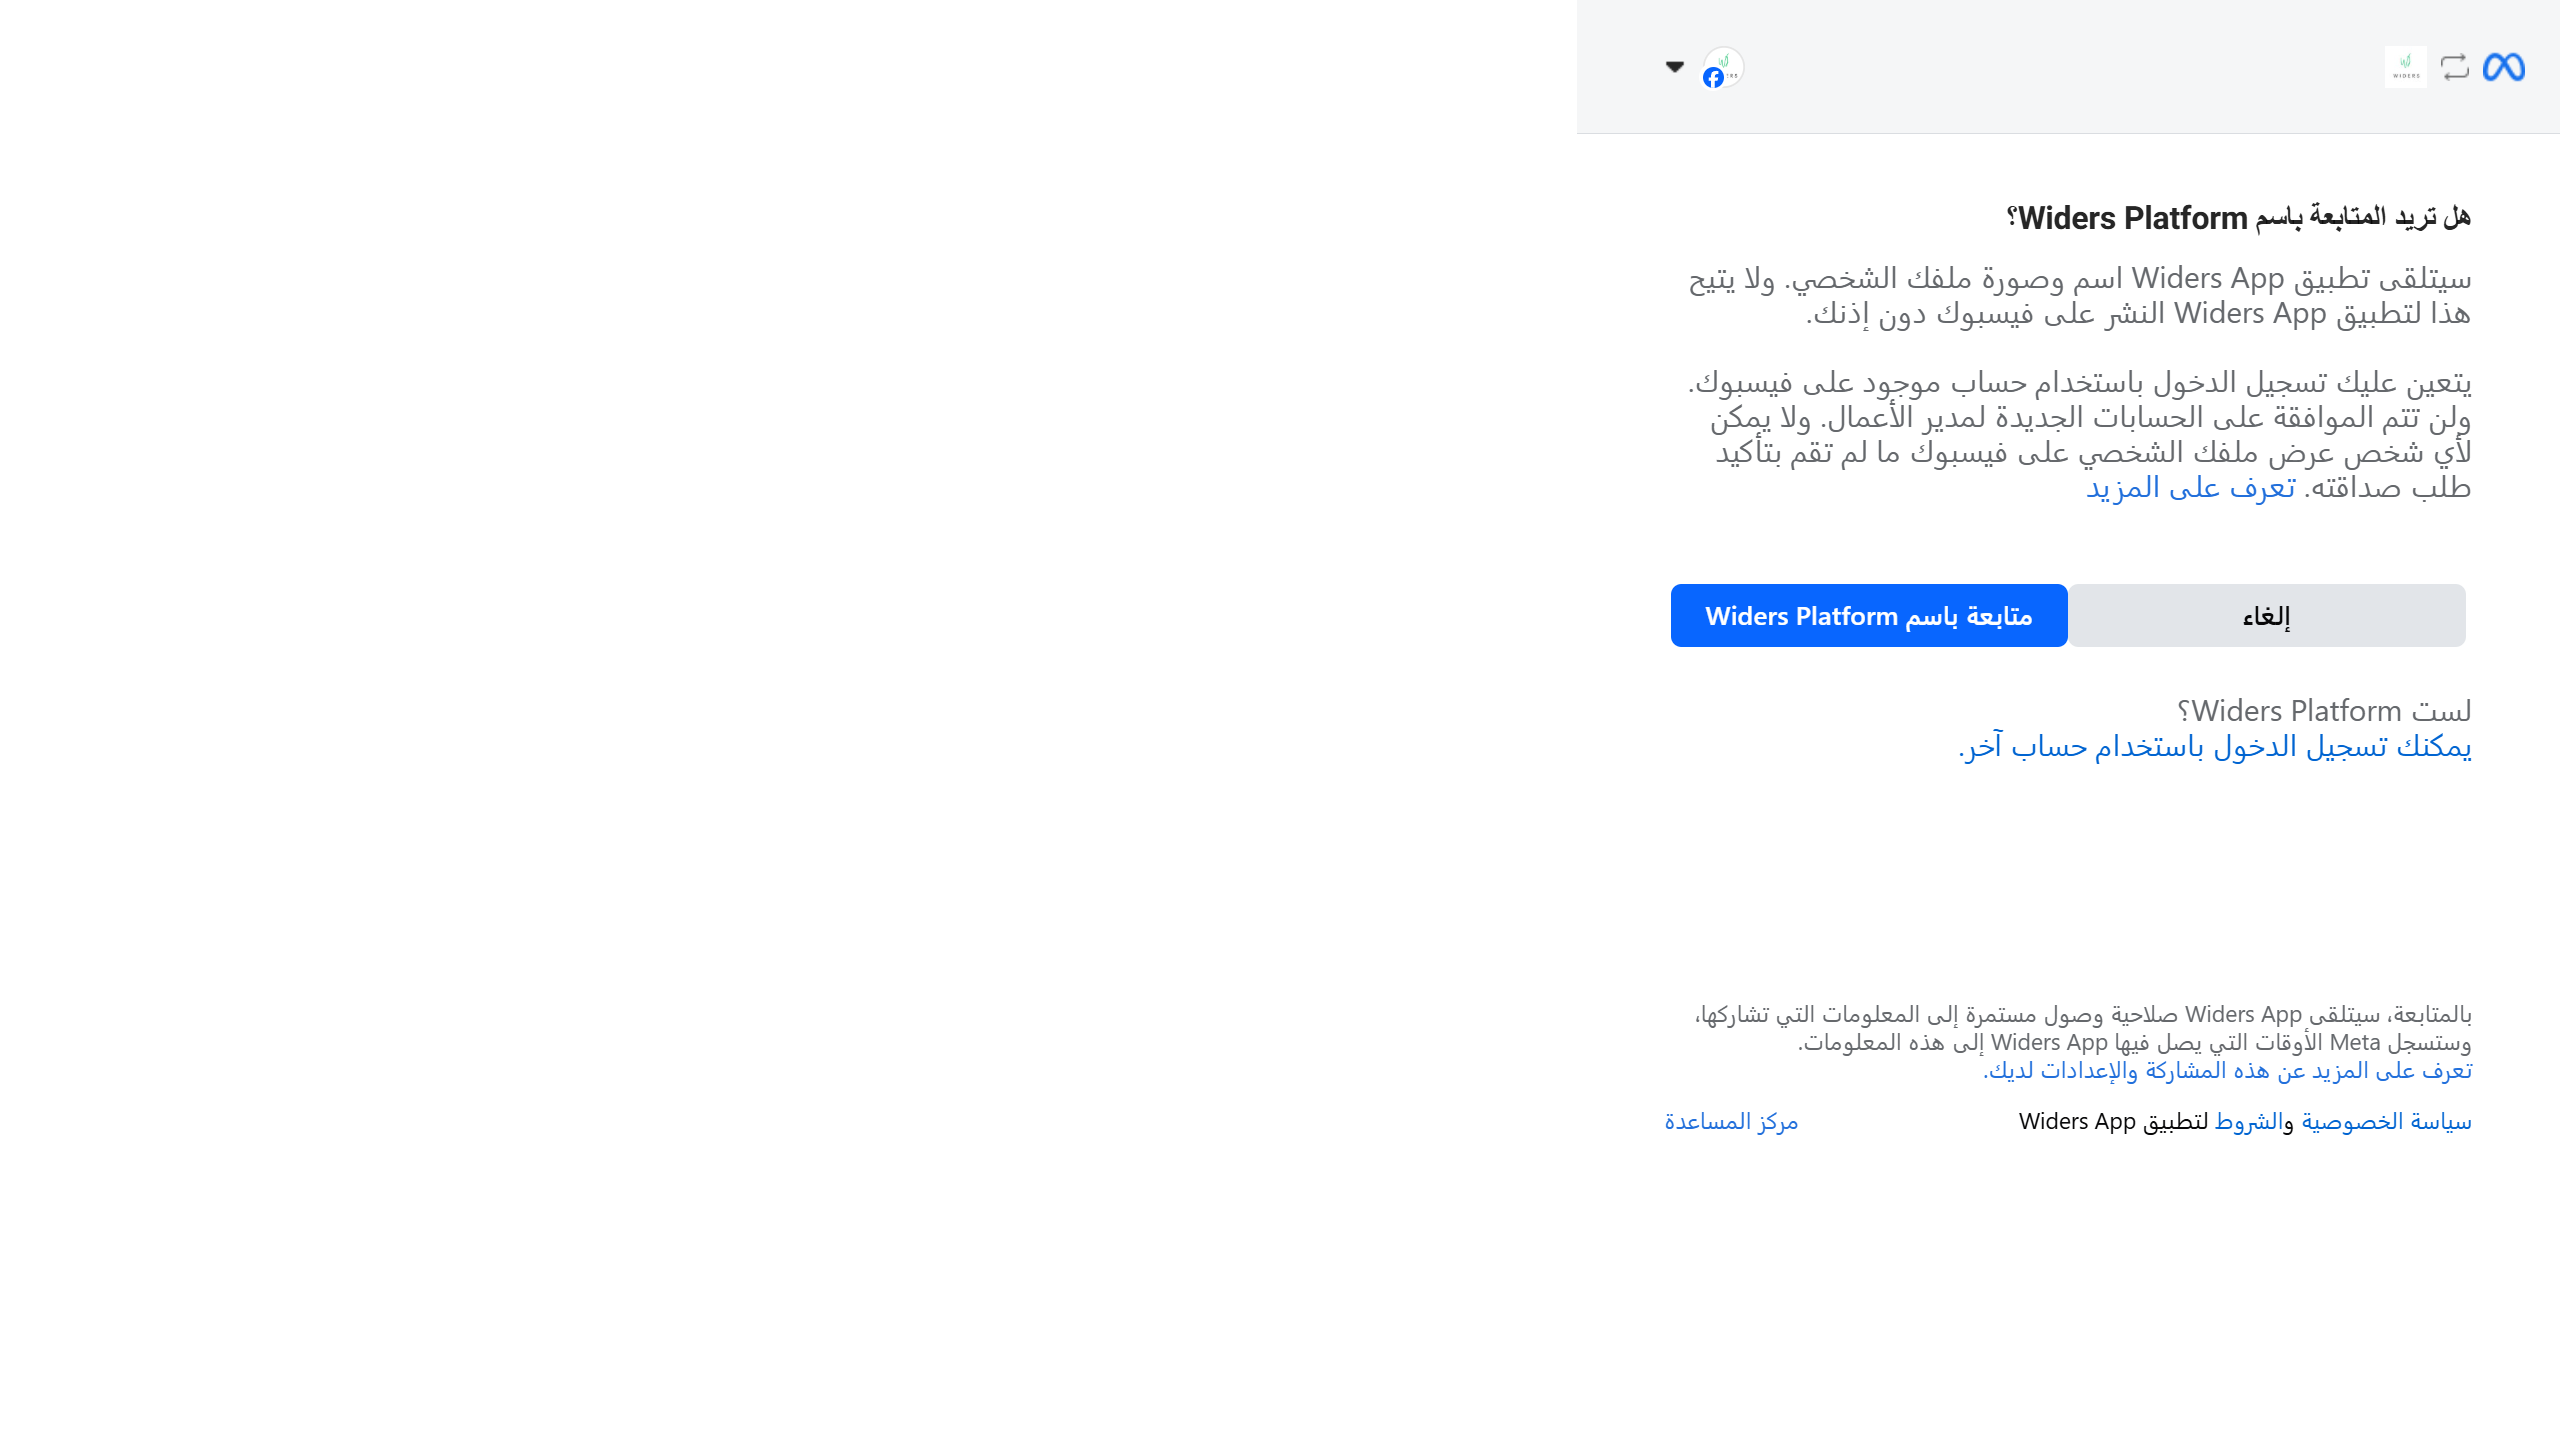 WIDERS
هل تريد المتابعة باسم Widers Platform؟
سيتلقى تطبيق Widers App اسم وصورة ملفك الشخصي. ولا يتيح
هذا لتطبيق Widers App النشر على فيسبوك دون إذنك.
يتعين عليك تسجيل الدخول باستخدام حساب موجود على فيسبوك.
ولن تتم الموافقة على الحسابات الجديدة لمدير الأعمال. ولا يمكن
لأي شخص عرض ملفك الشخصي على فيسبوك ما لم تقم بتأكيد
طلب صداقته. تعرف على المزيد
إلغاء
متابعة باسم Widers Platform
لست Widers Platform؟
يمكنك تسجيل الدخول باستخدام حساب آخر.
بالمتابعة، سيتلقى Widers App صلاحية وصول مستمرة إلى المعلومات التي تشاركها،
وستسجل Meta الأوقات التي يصل فيها Widers App إلى هذه المعلومات.
تعرف على المزيد عن هذه المشاركة والإعدادات لديك.
سياسة الخصوصية والشروط لتطبيق Widers App
مركز المساعدة